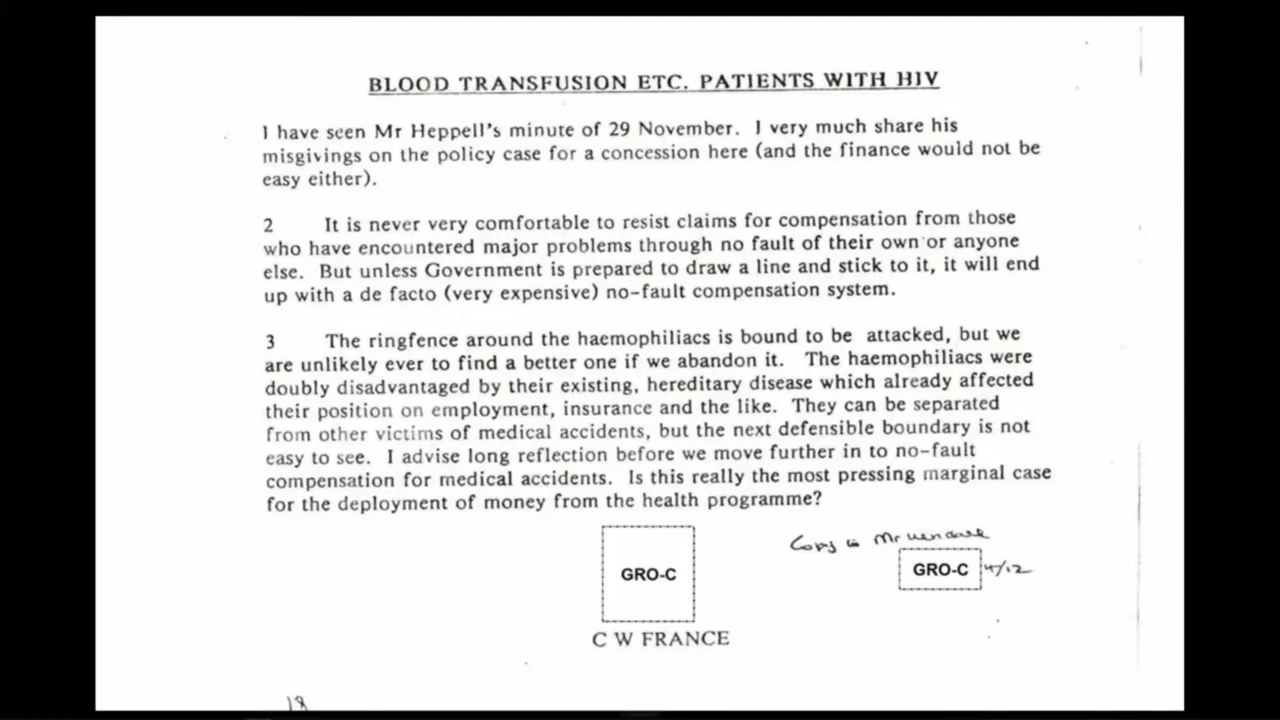 BLOOD TRANSFUSION ETC. PATIENTS WITH HIV
I have seen Mr Heppell's minute of 29 November. I very much share his
misgivings on the policy case for a concession here (and the finance would not be
easy either).
2 It is never very comfortable to resist claims for compensation from those
who have encountered major problems through no fault of their own or anyone
else. But unless Government is prepared to draw a line and stick to it, it will end
up with a de facto (very expensive) no-fault compensation system.
3 The ringfence around the haemophiliacs is bound to be attacked, but we
are unlikely ever to find a better one if we abandon it. The haemophiliacs were
doubly disadvantaged by their existing, hereditary disease which already affected
their position on employment, insurance and the like. They can be separated
from other victims of medical accidents, but the next defensible boundary is not
easy to see. I advise long reflection before we move further in to no-fault
compensation for medical accidents. Is this really the most pressing marginal case
for the deployment of money from the health programme?
Copy to Mr
GRO-C
GRO-C 4/12
C W FRANCE
18